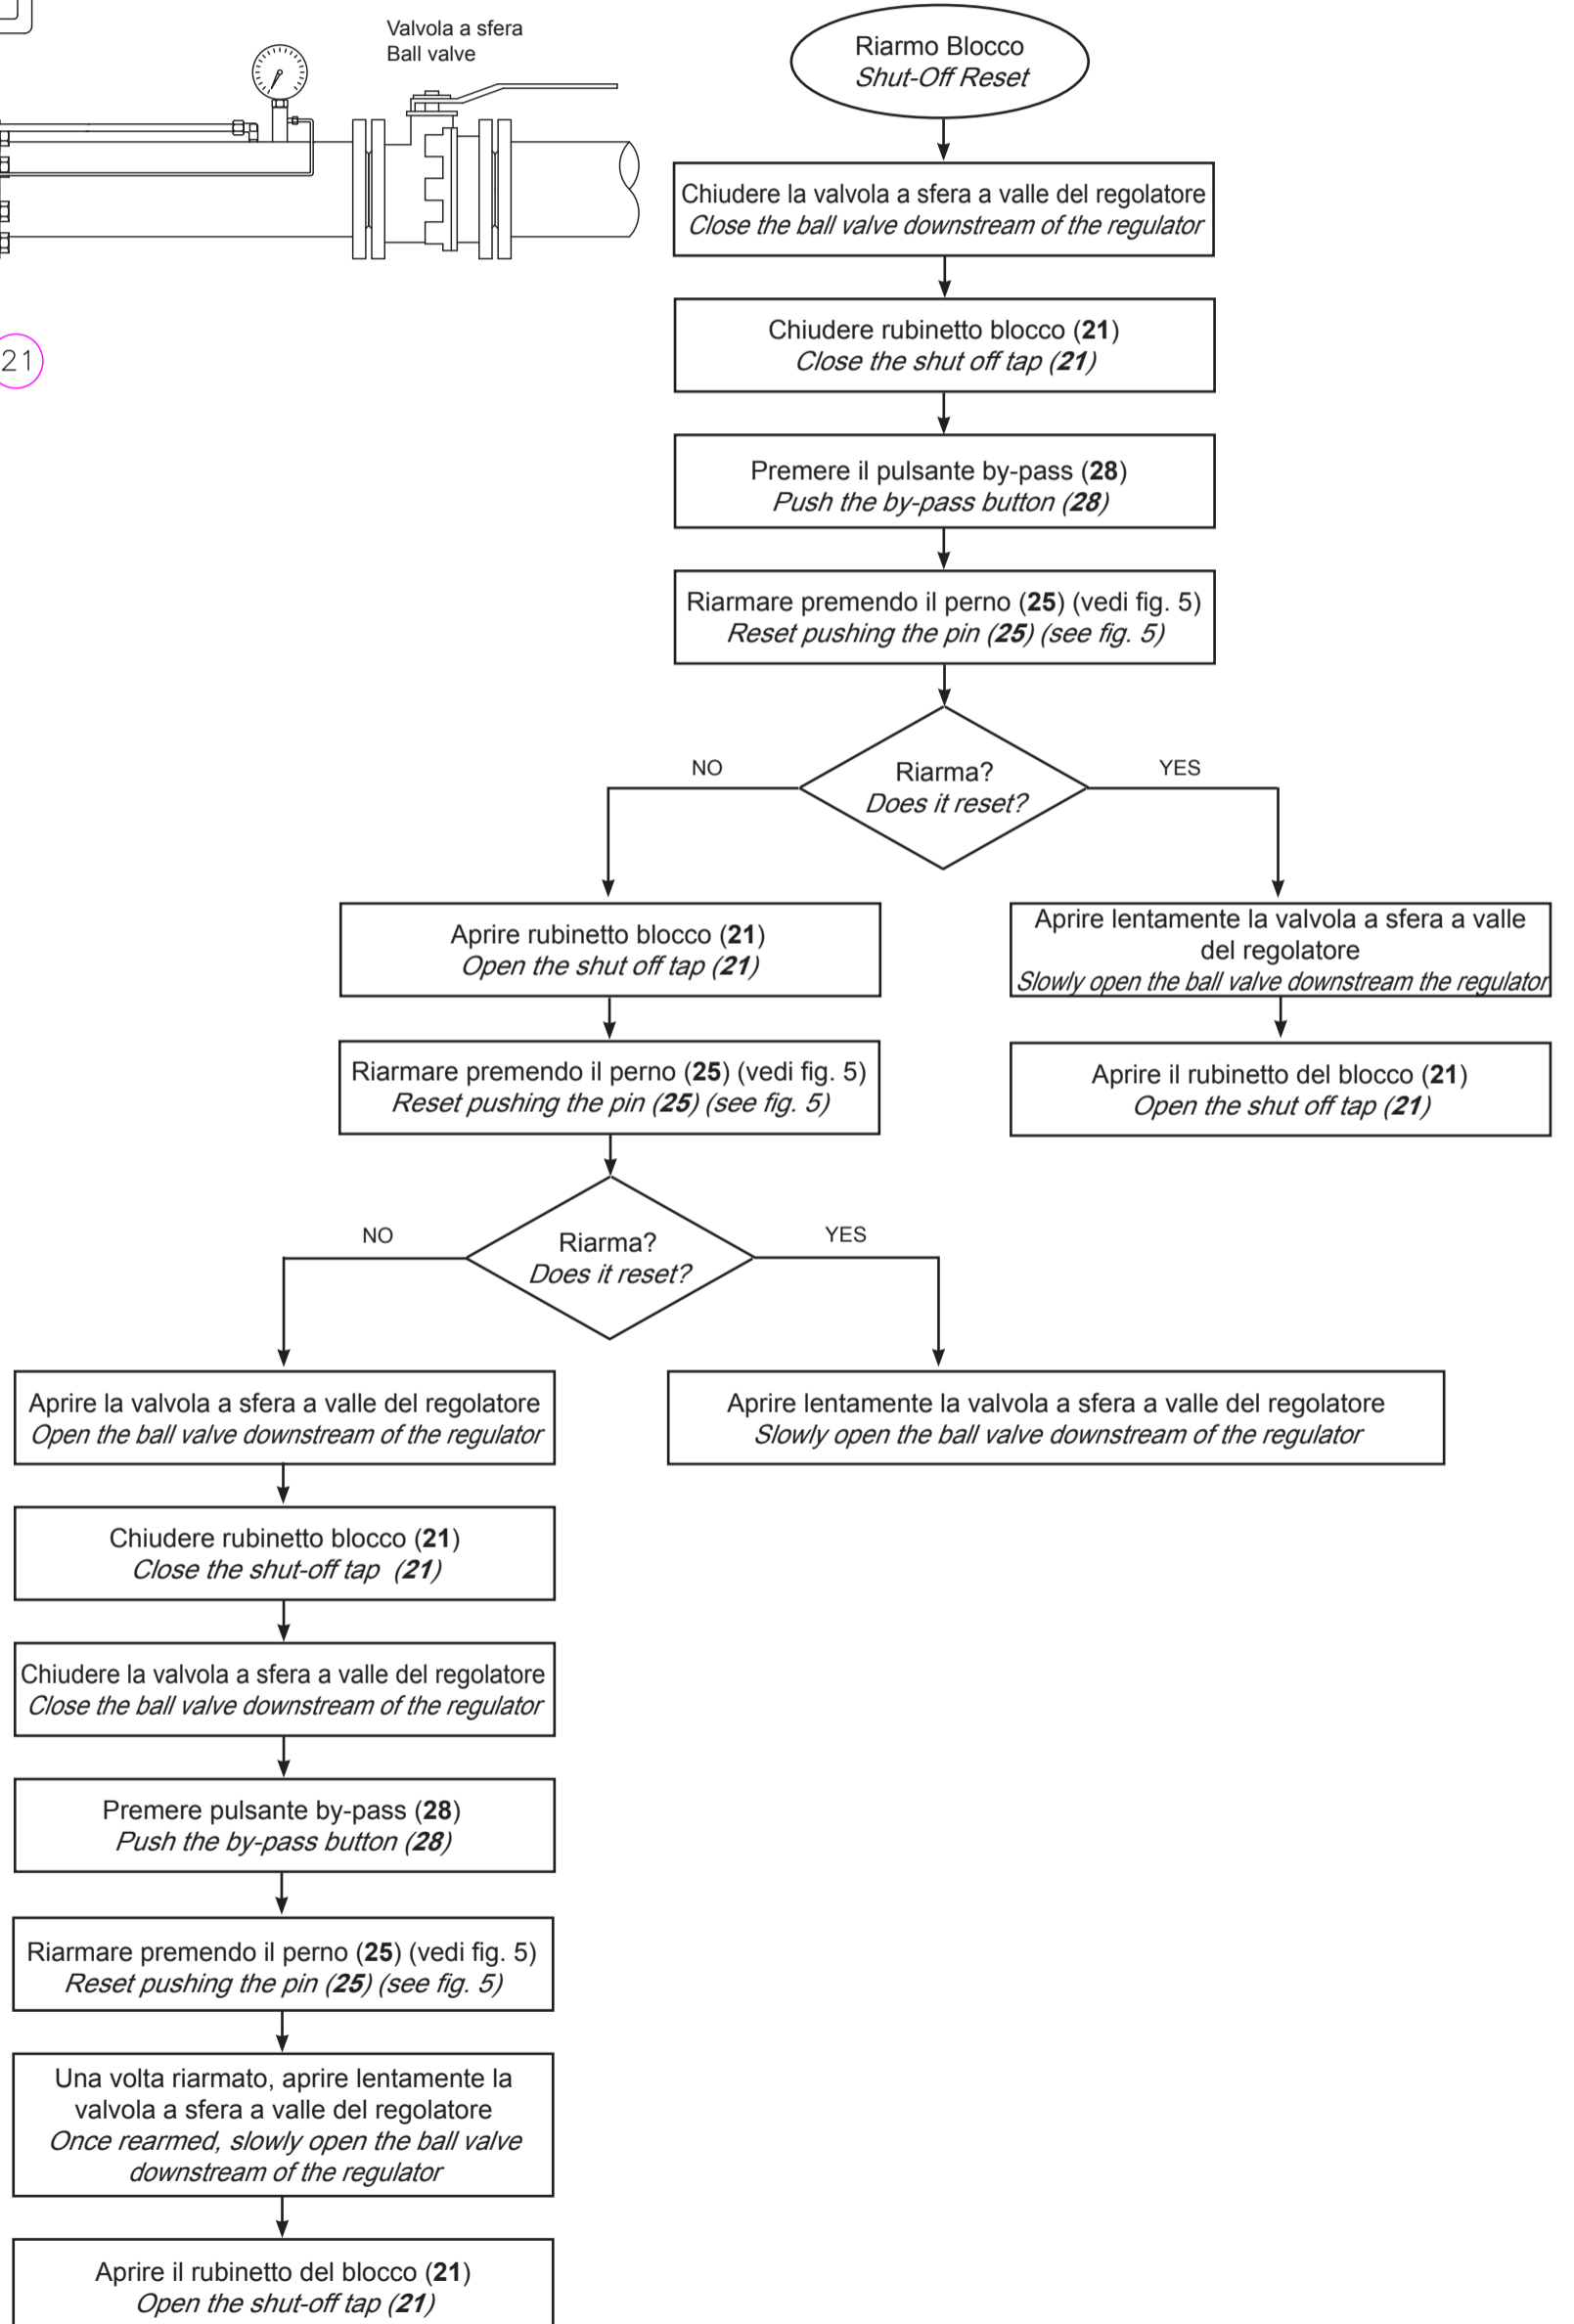 Valvola a sfera
Ball valve
21
Riarmo Blocco
Shut-Off Reset
Chiudere la valvola a sfera a valle del regolatore
Close the ball valve downstream of the regulator
Chiudere rubinetto blocco (21)
Close the shut off tap (21)
Premere il pulsante by-pass (28)
Push the by-pass button (28)
Riarmare premendo il perno (25) (vedi fig. 5)
Reset pushing the pin (25) (see fig. 5)
Riarma?
Does it reset?
NO
YES
Aprire rubinetto blocco (21)
Open the shut off tap (21)
Aprire lentamente la valvola a sfera a valle
del regolatore
Slowly open the ball valve downstream the regulator
Riarmare premendo il perno (25) (vedi fig. 5)
Reset pushing the pin (25) (see fig. 5)
Aprire il rubinetto del blocco (21)
Open the shut off tap (21)
Riarma?
Does it reset?
NO
YES
Aprire la valvola a sfera a valle del regolatore
Open the ball valve downstream of the regulator
Aprire lentamente la valvola a sfera a valle del regolatore
Slowly open the ball valve downstream of the regulator
Chiudere rubinetto blocco (21)
Close the shut-off tap (21)
Chiudere la valvola a sfera a valle del regolatore
Close the ball valve downstream of the regulator
Premere pulsante by-pass (28)
Push the by-pass button (28)
Riarmare premendo il perno (25) (vedi fig. 5)
Reset pushing the pin (25) (see fig. 5)
Una volta riarmato, aprire lentamente la
valvola a sfera a valle del regolatore
Once rearmed, slowly open the ball valve
downstream of the regulator
Aprire il rubinetto del blocco (21)
Open the shut-off tap (21)